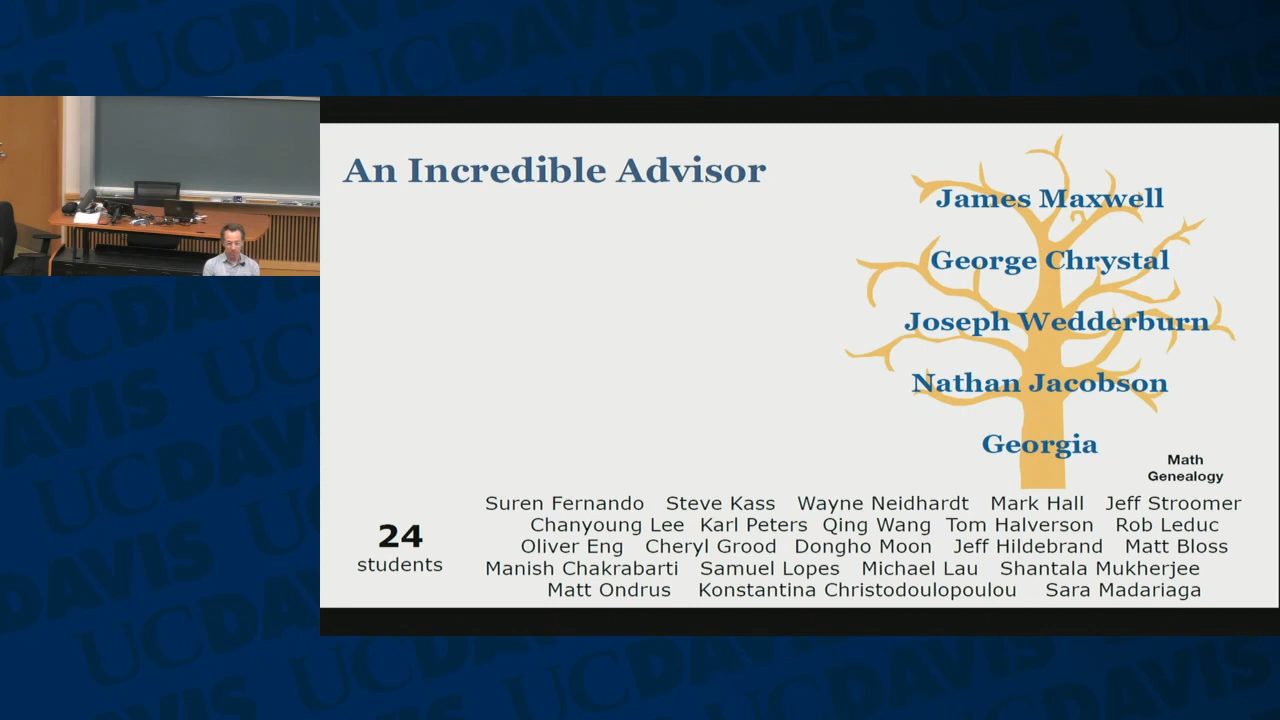 An Incredible Advisor
James Maxwell
George Chrystal
Joseph Wedderburn
Nathan Jacobson
Georgia
Math
Genealogy
24
students
Suren Fernando Steve Kass Wayne Neidhardt Mark Hall Jeff Stroomer
Chanyoung Lee Karl Peters Qing Wang Tom Halverson Rob Leduc
Oliver Eng Cheryl Grood Dongho Moon Jeff Hildebrand Matt Bloss
Manish Chakrabarti Samuel Lopes Michael Lau Shantala Mukherjee
Matt Ondrus Konstantina Christodoulopoulou Sara Madariaga
UCDAVIS